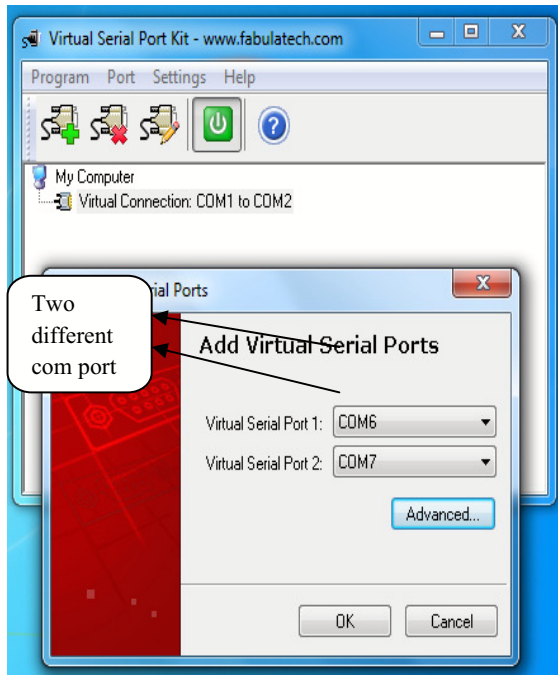 Virtual Serial Port Kit - www.fabulatech.com
Program Port Settings Help
My Computer
Virtual Connection: COM1 to COM2
Ports
Two
different
com port
Add Virtual Serial Ports
Virtual Serial Port 1: COM6
Virtual Serial Port 2: COM7
Advanced...
OK Cancel